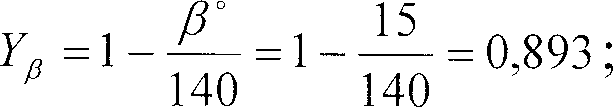 Y_β = 1 − β°/140 = 1 − 15/140 = 0,893 ;